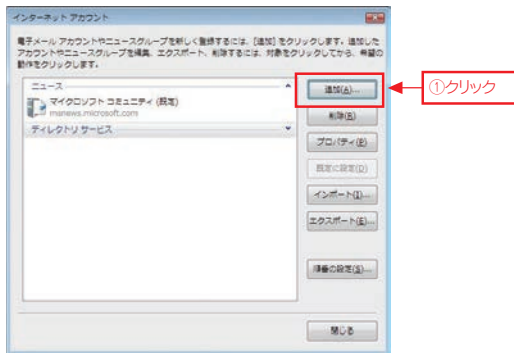 インターネット アカウント
電子メール アカウントやニュースグループを新しく登録するには、[追加] をクリックします。追加した
アカウントやニュースグループを編集、エクスポート、削除するには、対象をクリックしてから、希望の
動作をクリックします。
ニュース
マイクロソフト コミュニティ (既定)
msnews.microsoft.com
ディレクトリ サービス
追加(A)...
①クリック
削除(R)
プロパティ(P)
既定に設定(D)
インポート(I)...
エクスポート(E)...
順番の設定(S)...
閉じる